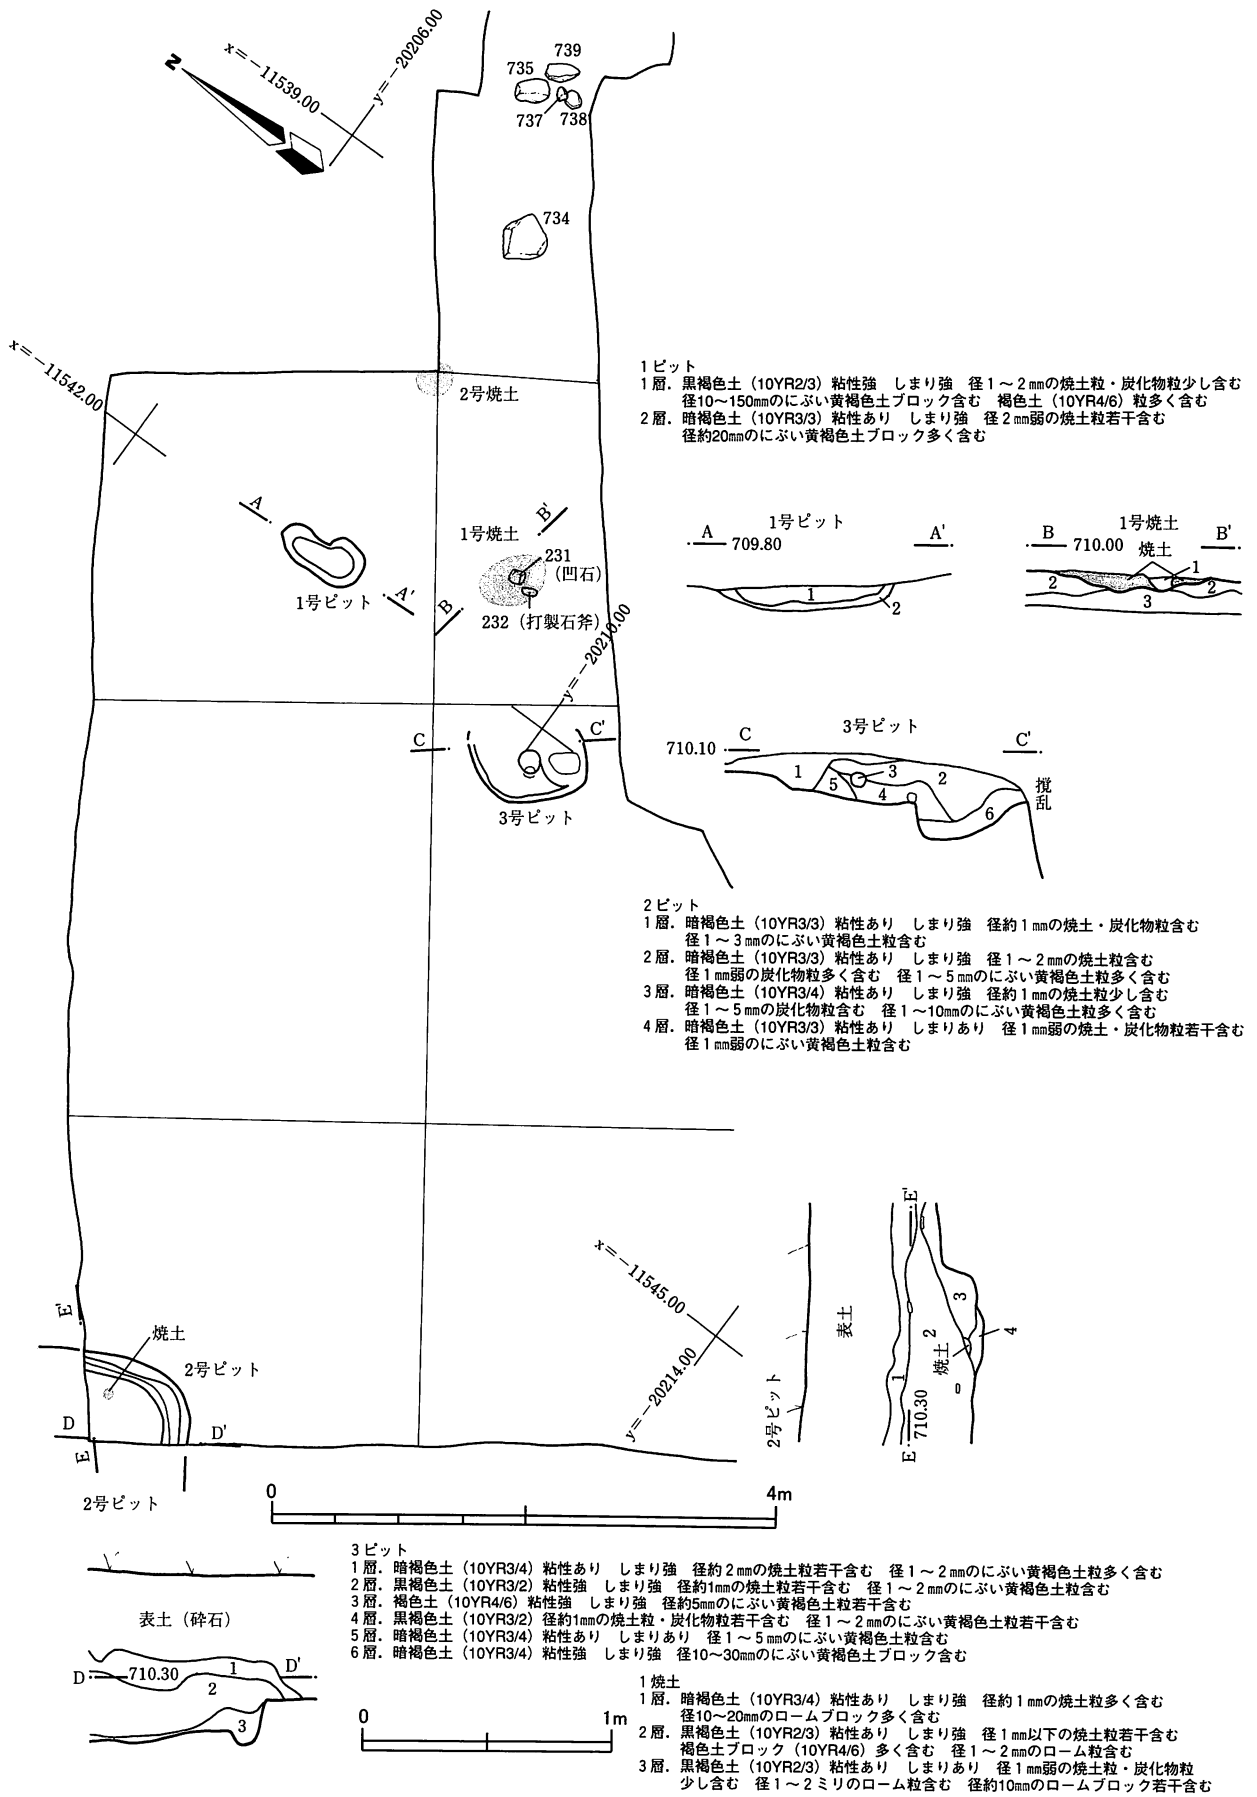 N
x=-11539.00
y=-20206.00
739
735
737
738
734
x=-11542.00
2号焼土
A
1号ピット
A'
1号焼土
B'
231
(凹石)
B
232(打製石斧)
y=-20210.00
C
C'
3号ピット
1ピット
1層. 黒褐色土(10YR2/3)粘性強 しまり強 径1~2㎜の焼土粒・炭化物粒少し含む
径10~150㎜のにぶい黄褐色土ブロック含む 褐色土(10YR4/6)粒多く含む
2層. 暗褐色土(10YR3/3)粘性あり しまり強 径2㎜弱の焼土粒若干含む
径約20㎜のにぶい黄褐色土ブロック多く含む
1号ピット
A 709.80 A'
1
2
1号焼土
B 710.00 焼土 B'
1
2
2
3
3号ピット
710.10 C C'
1
3
2
5
4
6
撹乱
2ピット
1層. 暗褐色土(10YR3/3)粘性あり しまり強 径約1㎜の焼土・炭化物粒含む
径1~3㎜のにぶい黄褐色土粒含む
2層. 暗褐色土(10YR3/3)粘性あり しまり強 径1~2㎜の焼土粒含む
径1㎜弱の炭化物粒多く含む 径1~5㎜のにぶい黄褐色土粒多く含む
3層. 暗褐色土(10YR3/4)粘性あり しまり強 径約1㎜の焼土粒少し含む
径1~5㎜の炭化物粒含む 径1~10㎜のにぶい黄褐色土粒多く含む
4層. 暗褐色土(10YR3/3)粘性あり しまりあり 径1㎜弱の焼土・炭化物粒若干含む
径1㎜弱のにぶい黄褐色土粒含む
x=-11545.00
y=-20214.00
E'
焼土
2号ピット
D
D'
E
2号ピット
表土
E'
3
2
焼土
4
1
710.30
E
2号ピット
0 4m
表土(砕石)
D 710.30 D'
1
2
3
0 1m
3ピット
1層. 暗褐色土(10YR3/4)粘性あり しまり強 径約2㎜の焼土粒若干含む 径1~2㎜のにぶい黄褐色土粒多く含む
2層. 黒褐色土(10YR3/2)粘性強 しまり強 径約1㎜の焼土粒若干含む 径1~2㎜のにぶい黄褐色土粒含む
3層. 褐色土(10YR4/6)粘性強 しまり強 径約5㎜のにぶい黄褐色土粒若干含む
4層. 黒褐色土(10YR3/2)径約1㎜の焼土粒・炭化物粒若干含む 径1~2㎜のにぶい黄褐色土粒若干含む
5層. 暗褐色土(10YR3/4)粘性あり しまりあり 径1~5㎜のにぶい黄褐色土粒含む
6層. 暗褐色土(10YR3/4)粘性強 しまり強 径10~30㎜のにぶい黄褐色土ブロック含む
1焼土
1層. 暗褐色土(10YR3/4)粘性あり しまり強 径約1㎜の焼土粒多く含む
径10~20㎜のロームブロック多く含む
2層. 黒褐色土(10YR2/3)粘性あり しまり強 径1㎜以下の焼土粒若干含む
褐色土ブロック(10YR4/6)多く含む 径1~2㎜のローム粒含む
3層. 黒褐色土(10YR2/3)粘性あり しまりあり 径1㎜弱の焼土粒・炭化物粒
少し含む 径1~2ミリのローム粒含む 径約10㎜のロームブロック若干含む